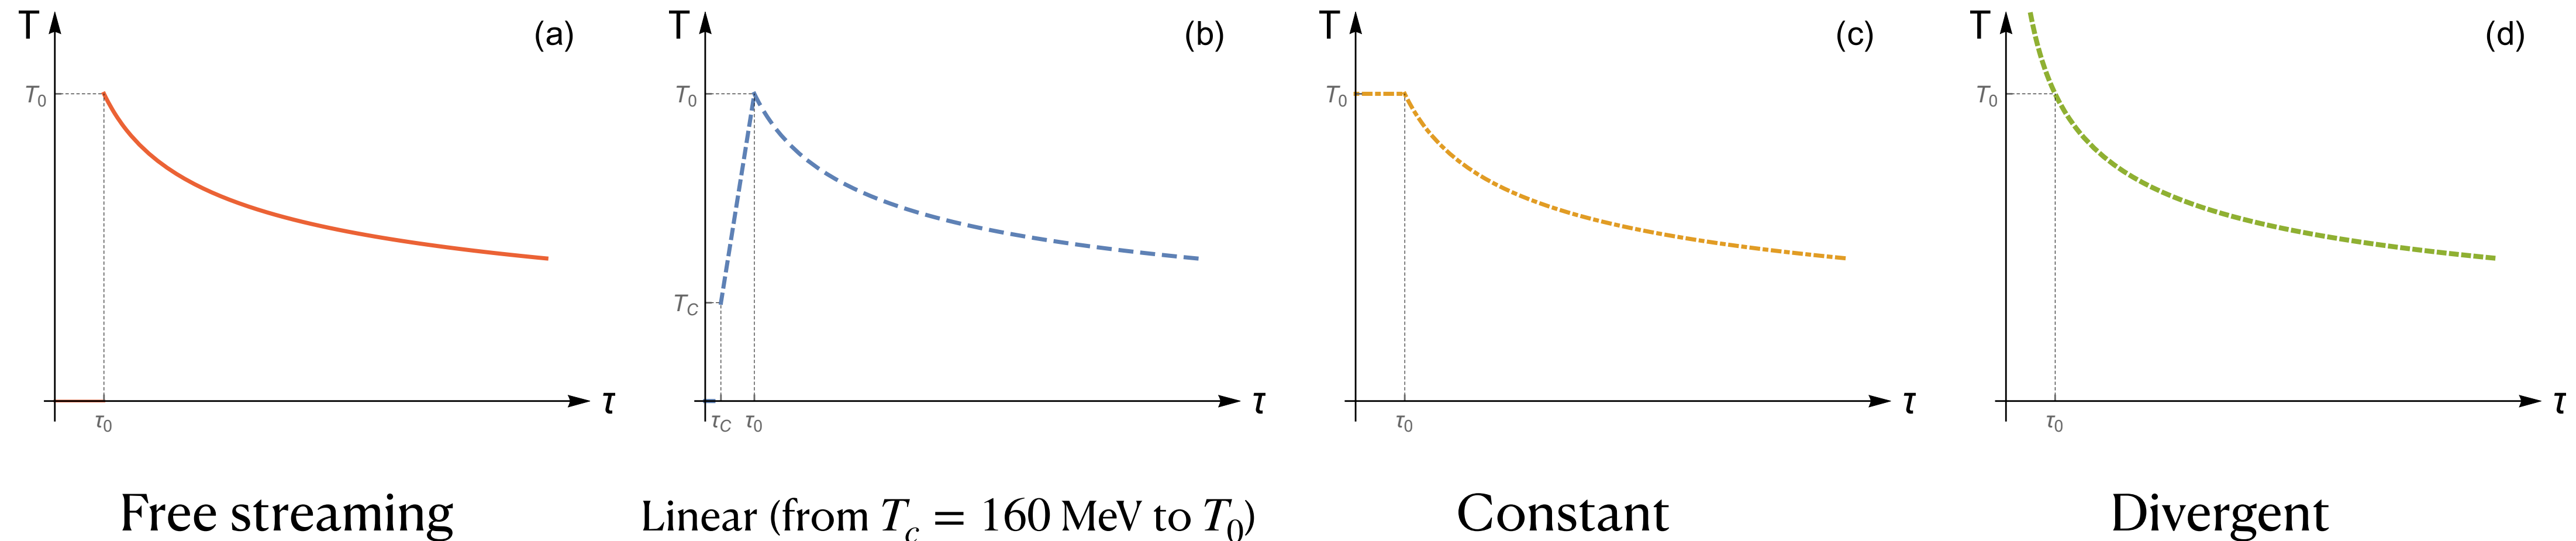 T (a)
T₀
τ
τ₀
Free streaming
T (b)
T₀
T_C
τ
τ_C τ₀
Linear (from T_c = 160 MeV to T₀)
T (c)
T₀
τ
τ₀
Constant
T (d)
T₀
τ
τ₀
Divergent